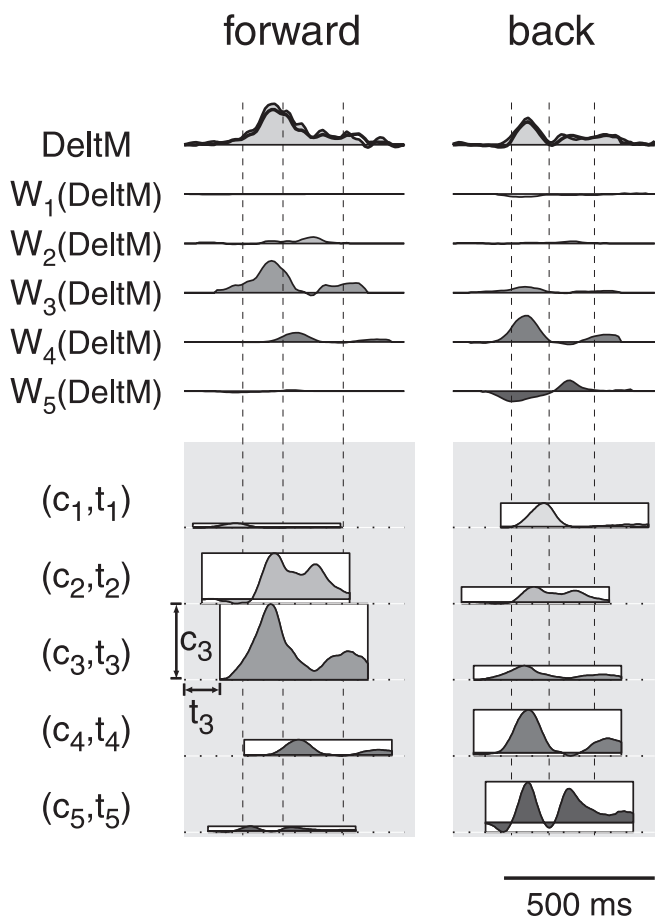 forward back
DeltM
W₁(DeltM)
W₂(DeltM)
W₃(DeltM)
W₄(DeltM)
W₅(DeltM)
(c₁,t₁)
(c₂,t₂)
c₃
(c₃,t₃)
t₃
(c₄,t₄)
(c₅,t₅)
500 ms